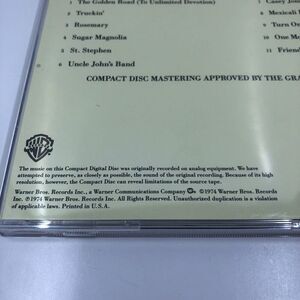 1 The Golden Road (To Unlimited Devotion)
2 Truckin'
3 Rosemary
4 Sugar Magnolia
5 St. Stephen
6 Uncle John's Band
7 Casey Jones
8 Mexicali
9 Turn O
10 One Mo
11 Friend
COMPACT DISC MASTERING APPROVED BY THE GRA
WB
The music on this Compact Digital Disc was originally recorded on analog equipment. We have
attempted to preserve, as closely as possible, the sound of the original recording. Because of its high
resolution, however, the Compact Disc can reveal limitations of the source tape.
Warner Bros. Records Inc., a Warner Communications Company ©1974 Warner Bros. Records
Inc. ℗1974 Warner Bros. Records Inc. All Rights Reserved. Unauthorized duplication is a violation
of applicable laws. Printed in U.S.A.